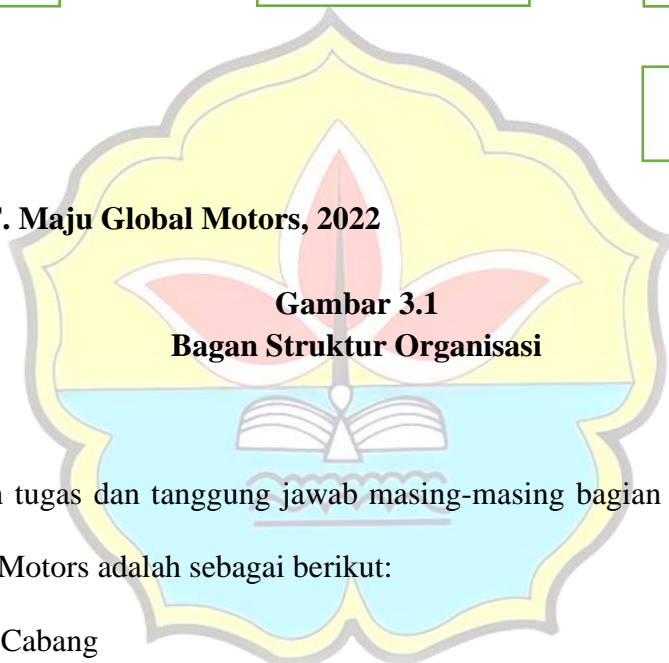 . Maju Global Motors, 2022
Gambar 3.1
Bagan Struktur Organisasi
tugas dan tanggung jawab masing-masing bagian
Motors adalah sebagai berikut:
Cabang